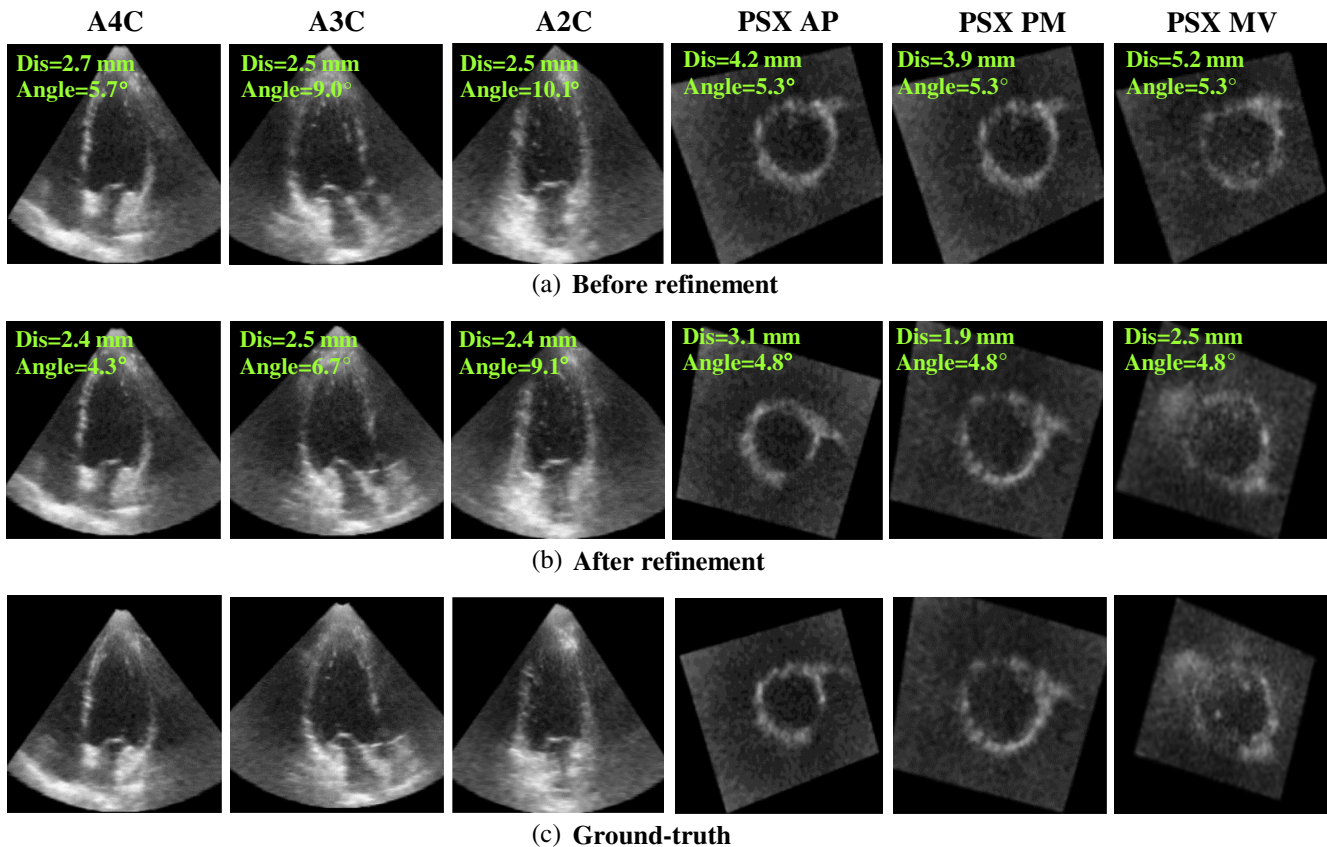 A4C A3C A2C PSX AP PSX PM PSX MV
Dis=2.7 mm
Angle=5.7°
Dis=2.5 mm
Angle=9.0°
Dis=2.5 mm
Angle=10.1°
Dis=4.2 mm
Angle=5.3°
Dis=3.9 mm
Angle=5.3°
Dis=5.2 mm
Angle=5.3°
(a) Before refinement
Dis=2.4 mm
Angle=4.3°
Dis=2.5 mm
Angle=6.7°
Dis=2.4 mm
Angle=9.1°
Dis=3.1 mm
Angle=4.8°
Dis=1.9 mm
Angle=4.8°
Dis=2.5 mm
Angle=4.8°
(b) After refinement
(c) Ground-truth